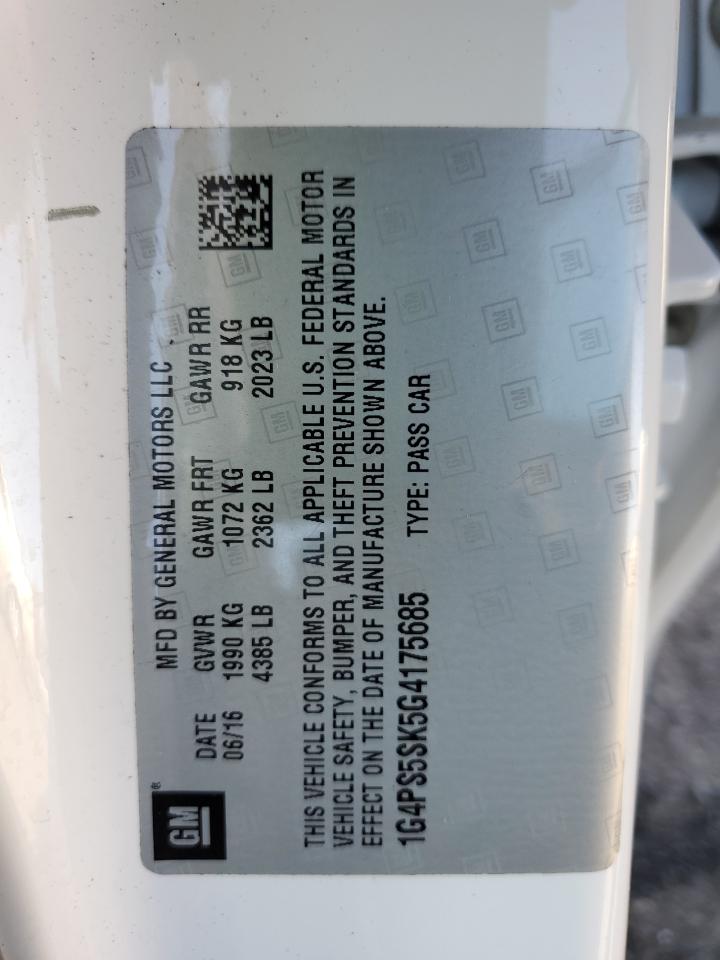 GM®
MFD BY GENERAL MOTORS LLC
DATE GVWR GAWR FRT GAWR RR
06/16 1990 KG 1072 KG 918 KG
4385 LB 2362 LB 2023 LB
THIS VEHICLE CONFORMS TO ALL APPLICABLE U.S. FEDERAL MOTOR
VEHICLE SAFETY, BUMPER, AND THEFT PREVENTION STANDARDS IN
EFFECT ON THE DATE OF MANUFACTURE SHOWN ABOVE.
1G4PS5SK5G4175685 TYPE: PASS CAR